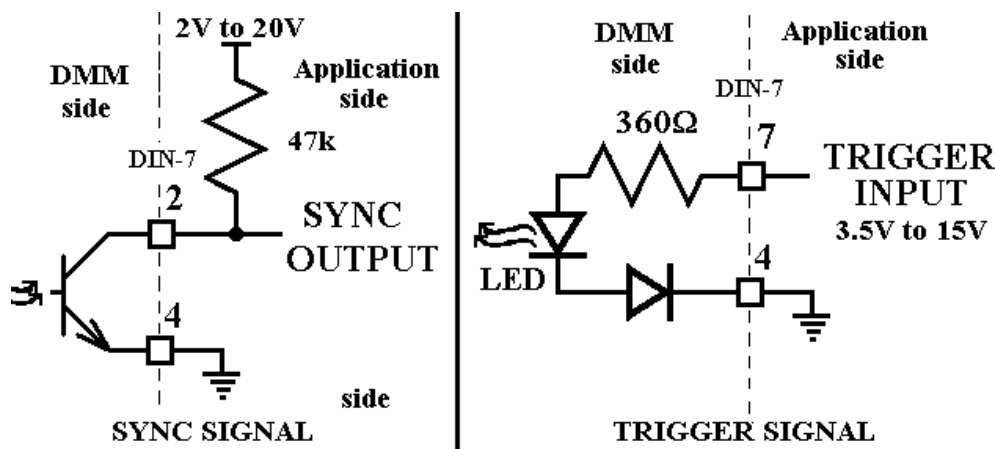 2V to 20V
DMM
side
Application
side
47k
DIN-7
2
SYNC
OUTPUT
4
side
SYNC SIGNAL
DMM
side
Application
side
DIN-7
360Ω
7
TRIGGER
INPUT
3.5V to 15V
LED
4
TRIGGER SIGNAL